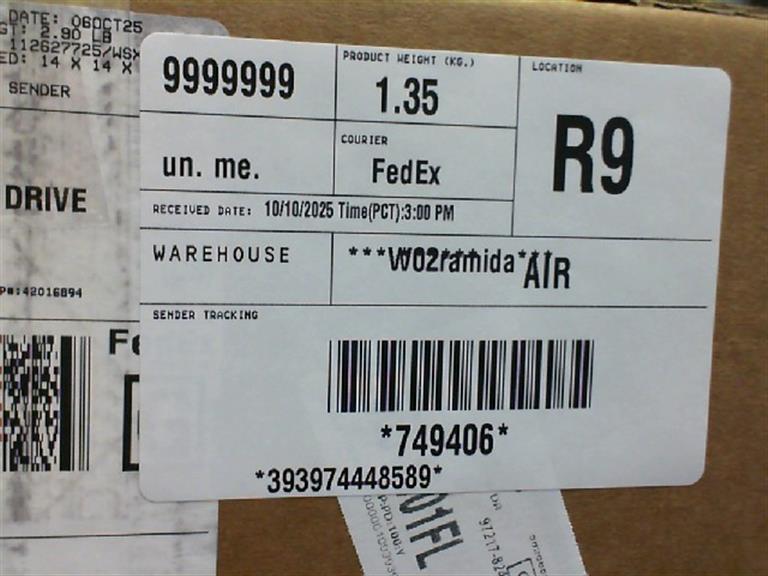 DATE: 06OCT25
2.90 LB
112627725/WSX
14 X 14 X
SENDER
DRIVE
42016894
9999999
PRODUCT WEIGHT (KG.)
1.35
LOCATION
R9
un. me.
COURIER
FedEx
RECEIVED DATE: 10/10/2025 Time(PCT):3:00 PM
WAREHOUSE
***W02ramida***AIR
SENDER TRACKING
*749406*
*393974448589*
01FL